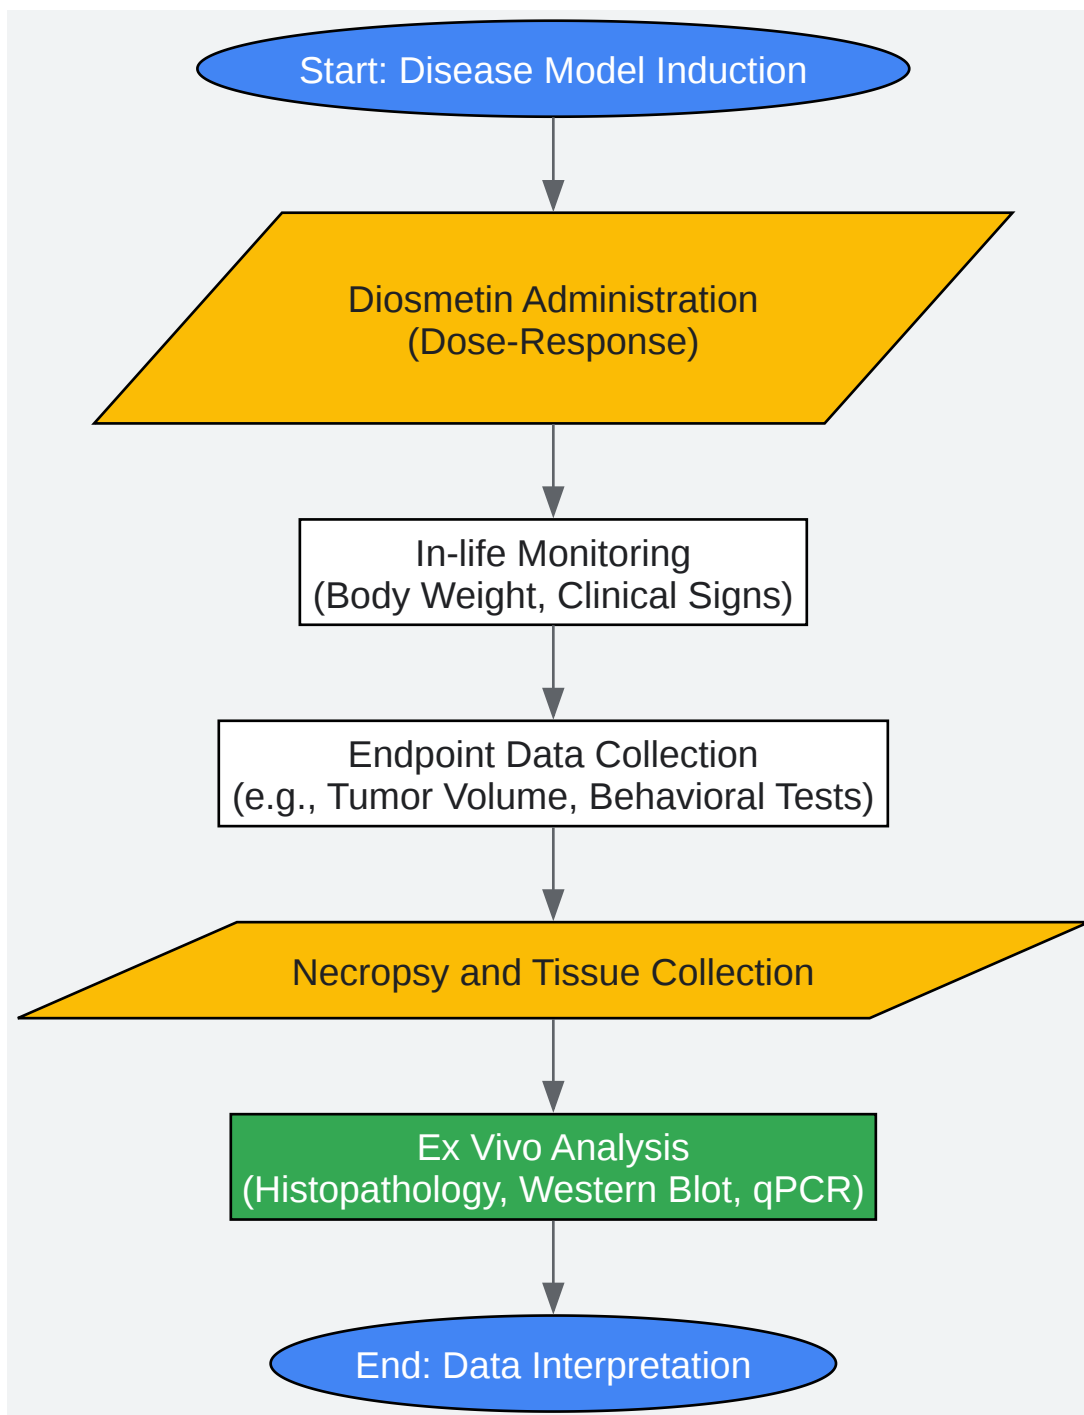 Start: Disease Model Induction
Diosmetin Administration
(Dose-Response)
In-life Monitoring
(Body Weight, Clinical Signs)
Endpoint Data Collection
(e.g., Tumor Volume, Behavioral Tests)
Necropsy and Tissue Collection
Ex Vivo Analysis
(Histopathology, Western Blot, qPCR)
End: Data Interpretation